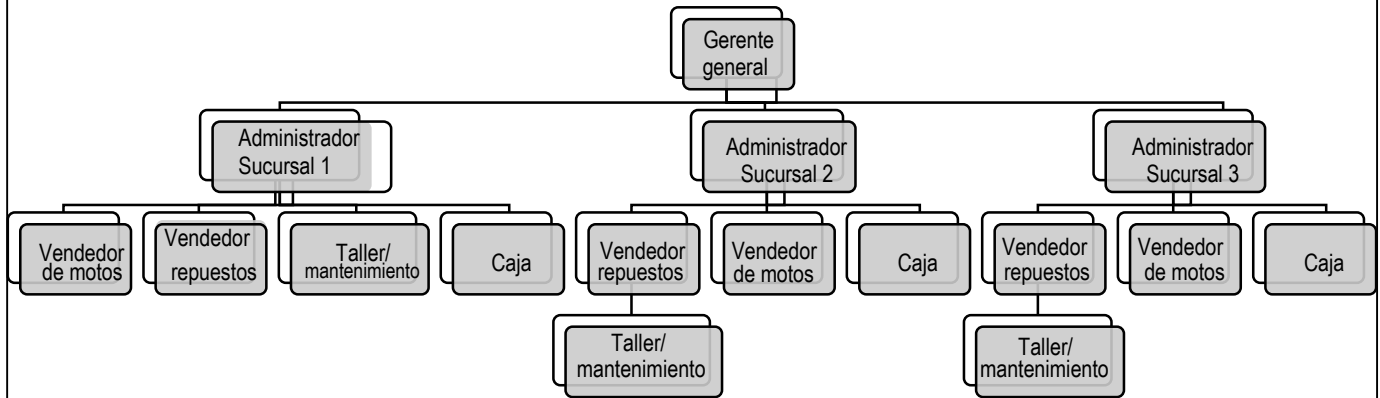 Gerente
general
Administrador
Sucursal 1
Administrador
Sucursal 2
Administrador
Sucursal 3
Vendedor
de motos
Vendedor
repuestos
Taller/
mantenimiento
Caja
Vendedor
repuestos
Vendedor
de motos
Caja
Vendedor
repuestos
Vendedor
de motos
Caja
Taller/
mantenimiento
Taller/
mantenimiento